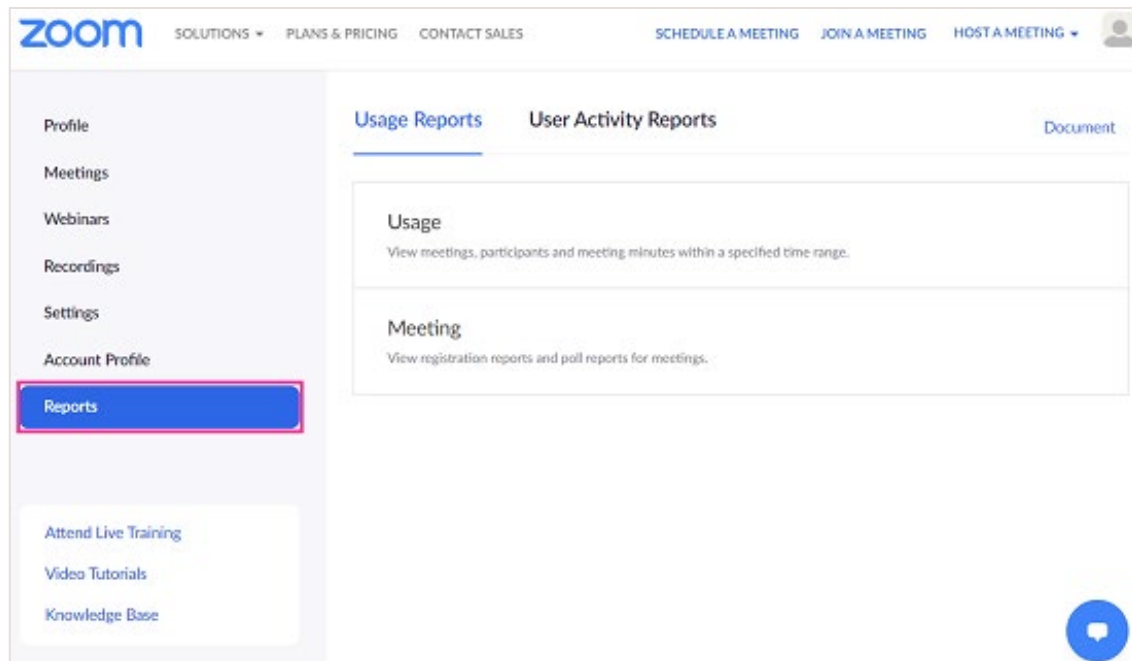 zoom SOLUTIONS PLANS & PRICING CONTACT SALES SCHEDULE A MEETING JOIN A MEETING HOST A MEETING
Profile
Meetings
Webinars
Recordings
Settings
Account Profile
Reports
Attend Live Training
Video Tutorials
Knowledge Base
Usage Reports User Activity Reports Document
Usage
View meetings, participants and meeting minutes within a specified time range.
Meeting
View registration reports and poll reports for meetings.